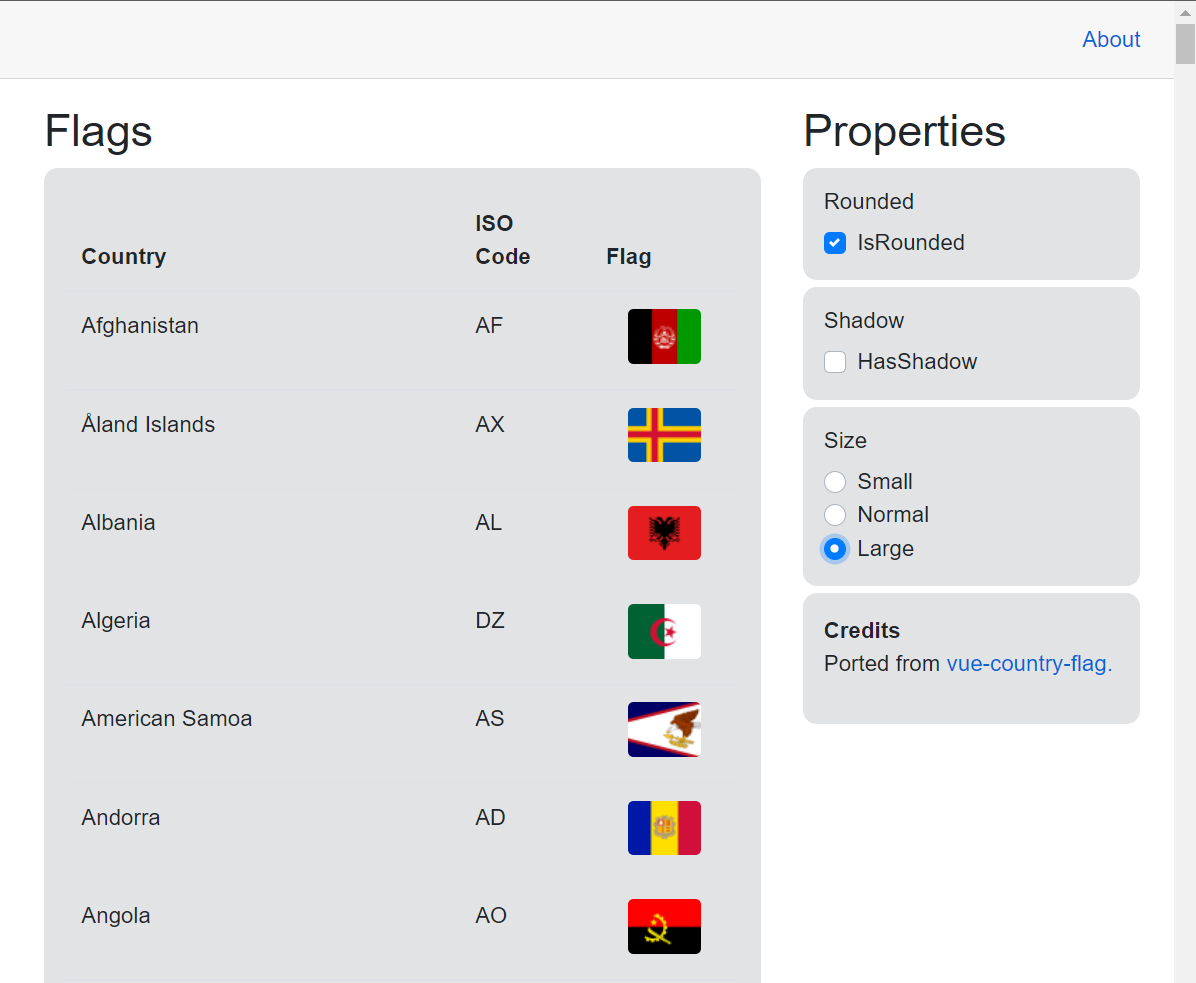 About
Flags
Country
ISO
Code
Flag
Afghanistan
AF
Åland Islands
AX
Albania
AL
Algeria
DZ
American Samoa
AS
Andorra
AD
Angola
AO
Properties
Rounded
IsRounded
Shadow
HasShadow
Size
Small
Normal
Large
Credits
Ported from vue-country-flag.